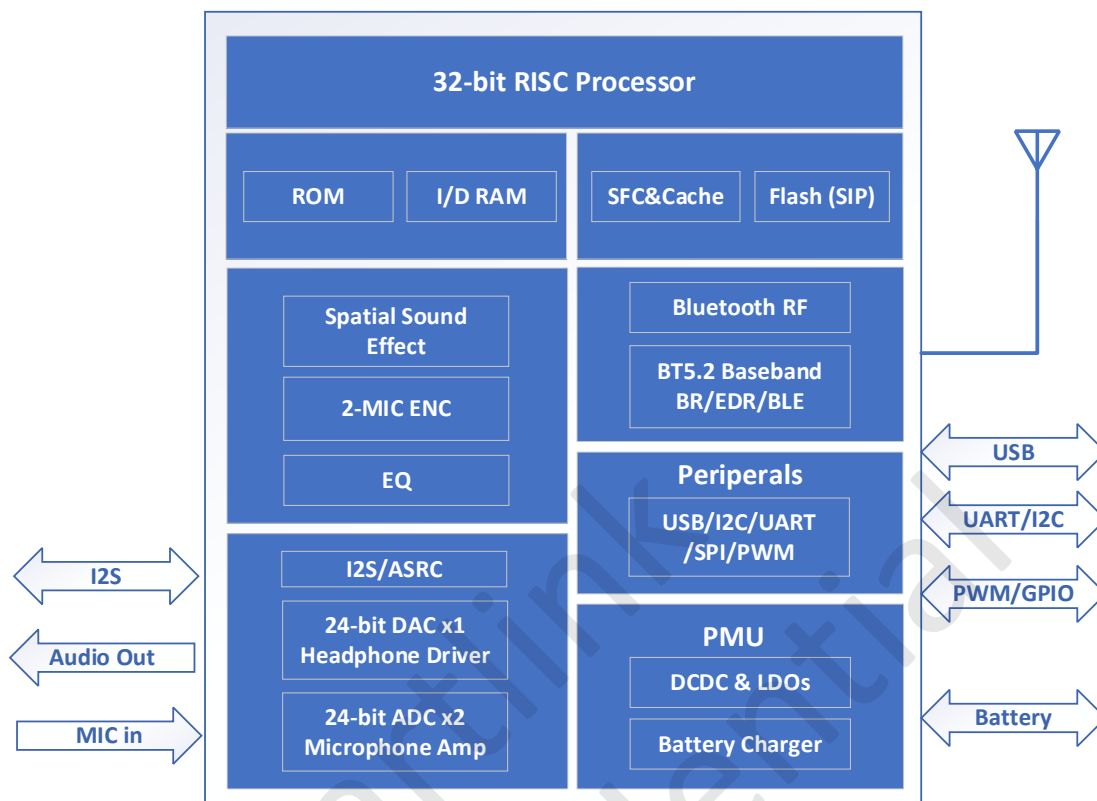 32-bit RISC Processor
ROM
I/D RAM
SFC&Cache
Flash (SIP)
Spatial Sound
Effect
2-MIC ENC
EQ
Bluetooth RF
BT5.2 Baseband
BR/EDR/BLE
Periperals
USB/I2C/UART
/SPI/PWM
I2S/ASRC
24-bit DAC x1
Headphone Driver
24-bit ADC x2
Microphone Amp
PMU
DCDC & LDOs
Battery Charger
I2S
Audio Out
MIC in
USB
UART/I2C
PWM/GPIO
Battery